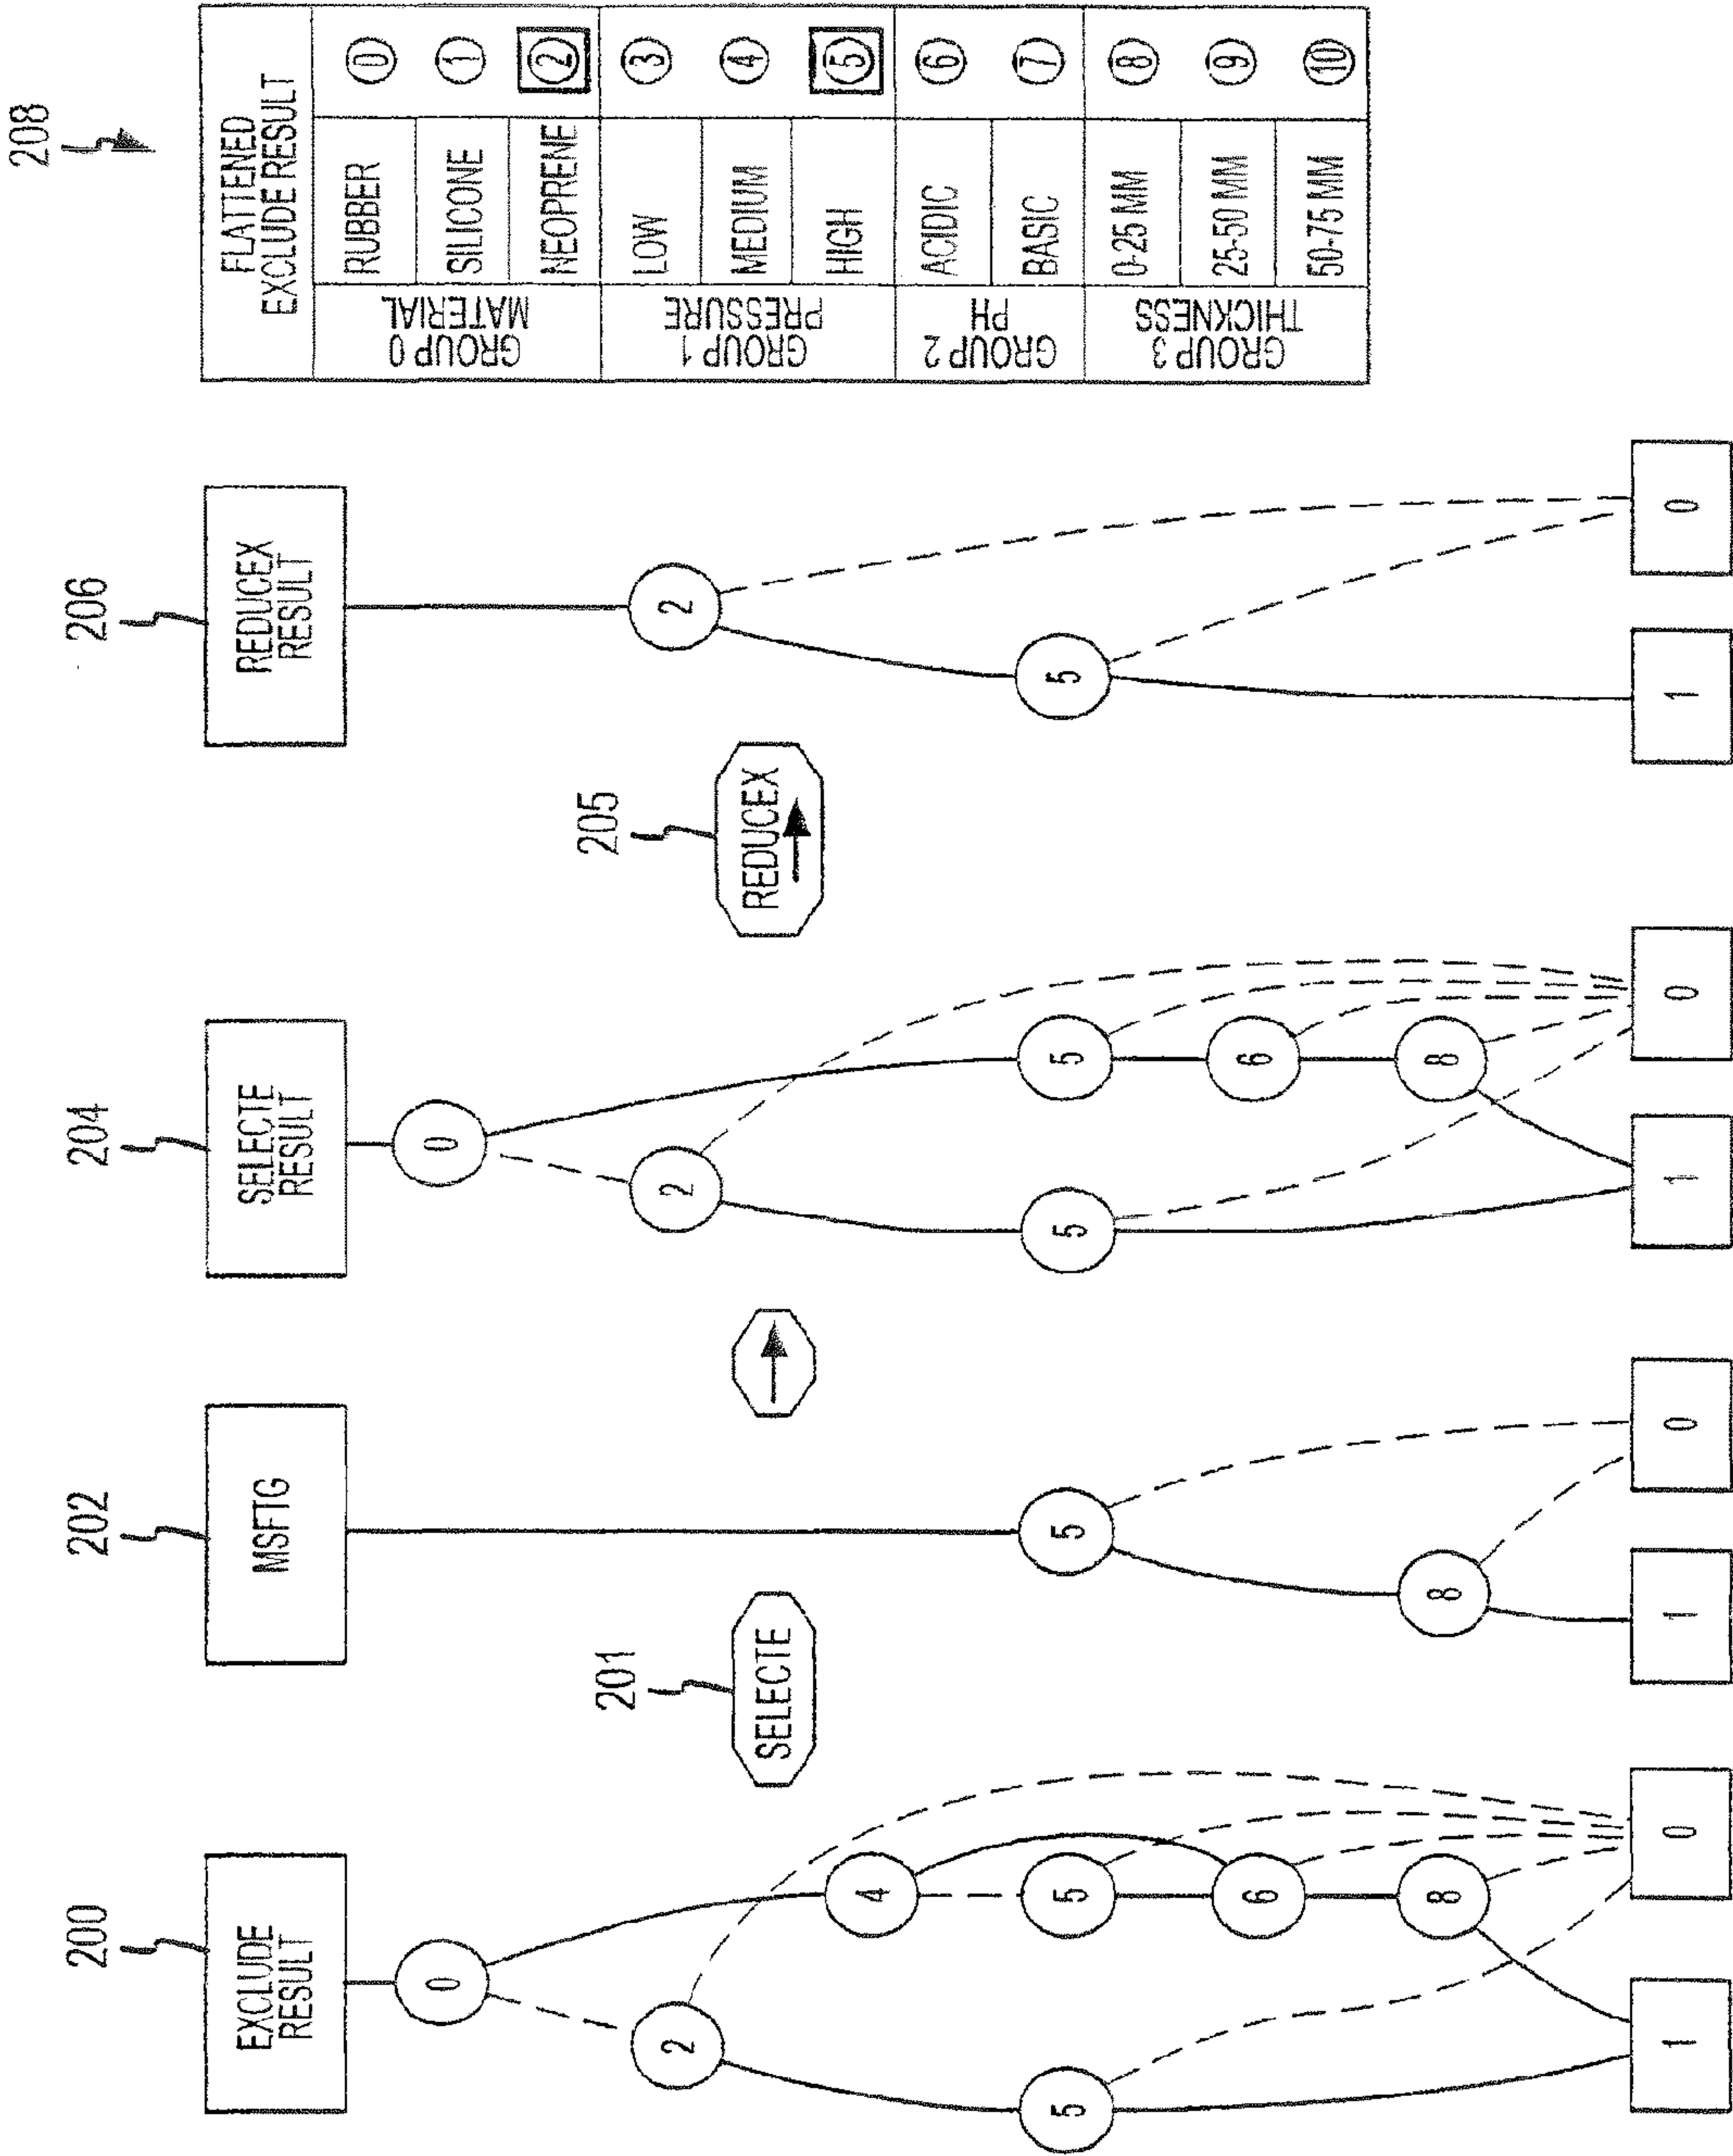 200
EXCLUDE
RESULT
0
2
4
5
5
6
8
1
0
201
SELECTE
202
MSFTG
5
8
1
0
204
SELECTE
RESULT
0
2
5
5
6
8
1
0
205
REDUCEX
206
REDUCEX
RESULT
2
5
1
0
208
FLATTENED
EXCLUDE RESULT
GROUP 0
MATERIAL
RUBBER 0
SILICONE 1
NEOPRENE 2
GROUP 1
PRESSURE
LOW 3
MEDIUM 4
HIGH 5
GROUP 2
PH
ACIDIC 6
BASIC 7
GROUP 3
THICKNESS
0-25 MM 8
25-50 MM 9
50-75 MM 10